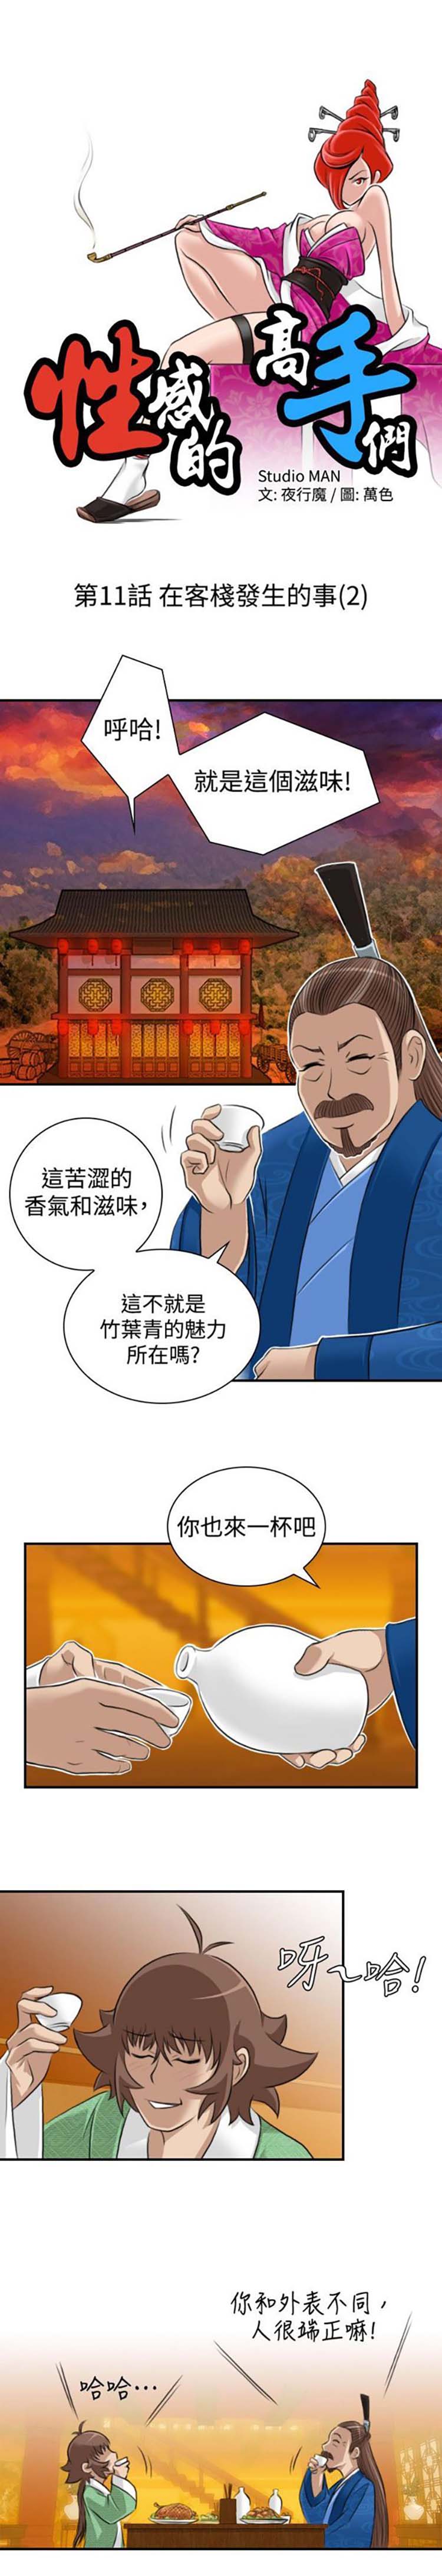 性感的
高手們
Studio MAN
文: 夜行魔 / 圖: 萬色
第11話 在客棧發生的事(2)
呼哈!
就是這個滋味!
這苦澀的
香氣和滋味,
這不就是
竹葉青的魅力
所在嗎?
你也來一杯吧
呀~哈!
你和外表不同,
人很端正嘛!
哈哈…